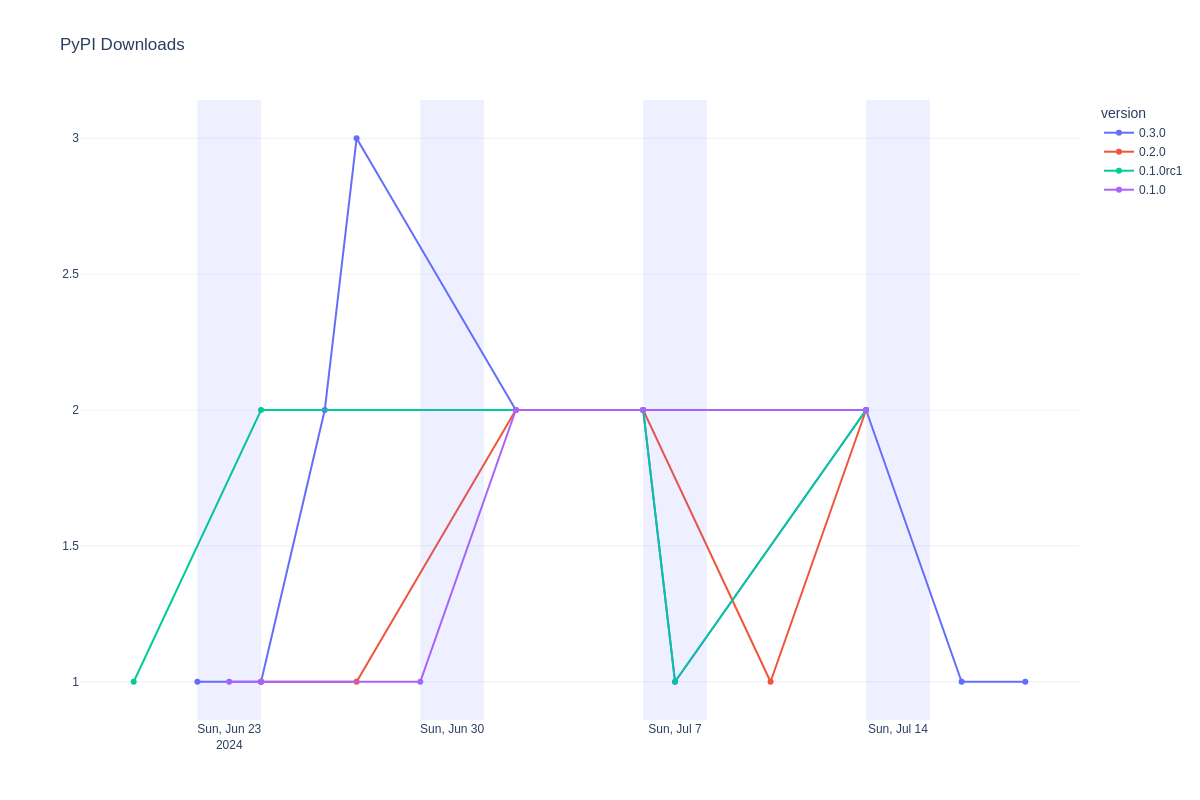 PyPI Downloads
version
0.3.0
0.2.0
0.1.0rc1
0.1.0
3
2.5
2
1.5
1
Sun, Jun 23
2024
Sun, Jun 30
Sun, Jul 7
Sun, Jul 14